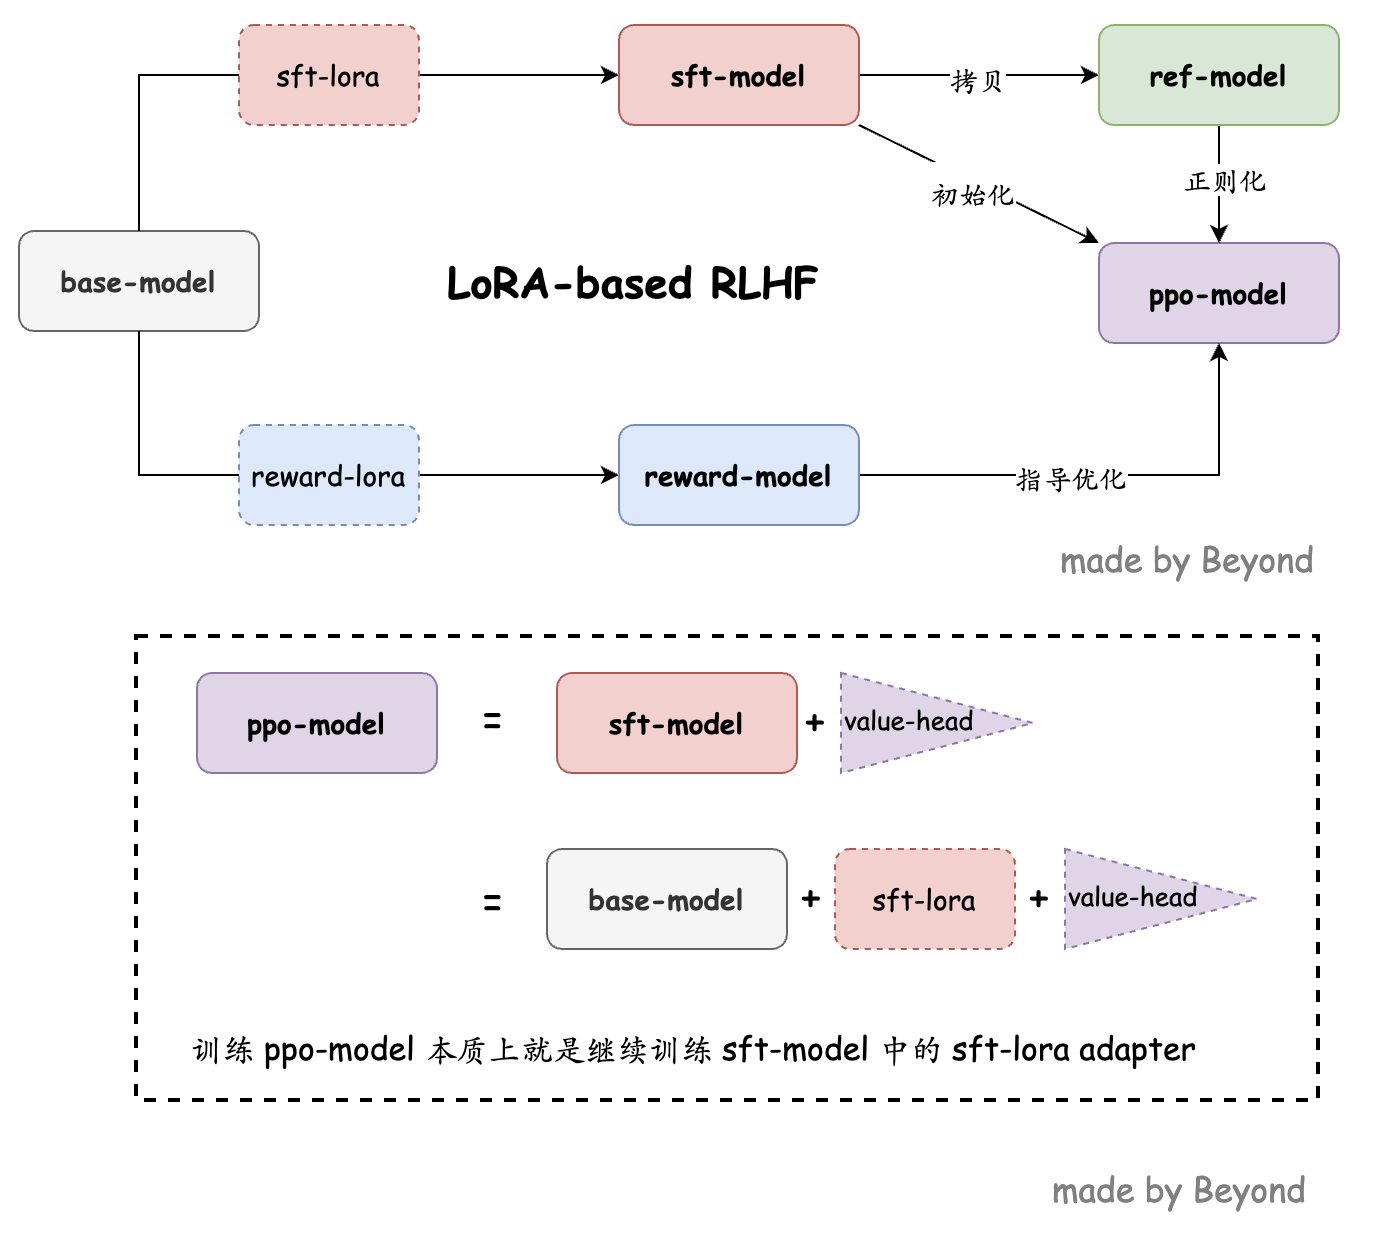 sft-lora
sft-model
拷贝
ref-model
初始化
正则化
base-model
LoRA-based RLHF
ppo-model
reward-lora
reward-model
指导优化
made by Beyond
ppo-model = sft-model + value-head
= base-model + sft-lora + value-head
训练 ppo-model 本质上就是继续训练 sft-model 中的 sft-lora adapter
made by Beyond